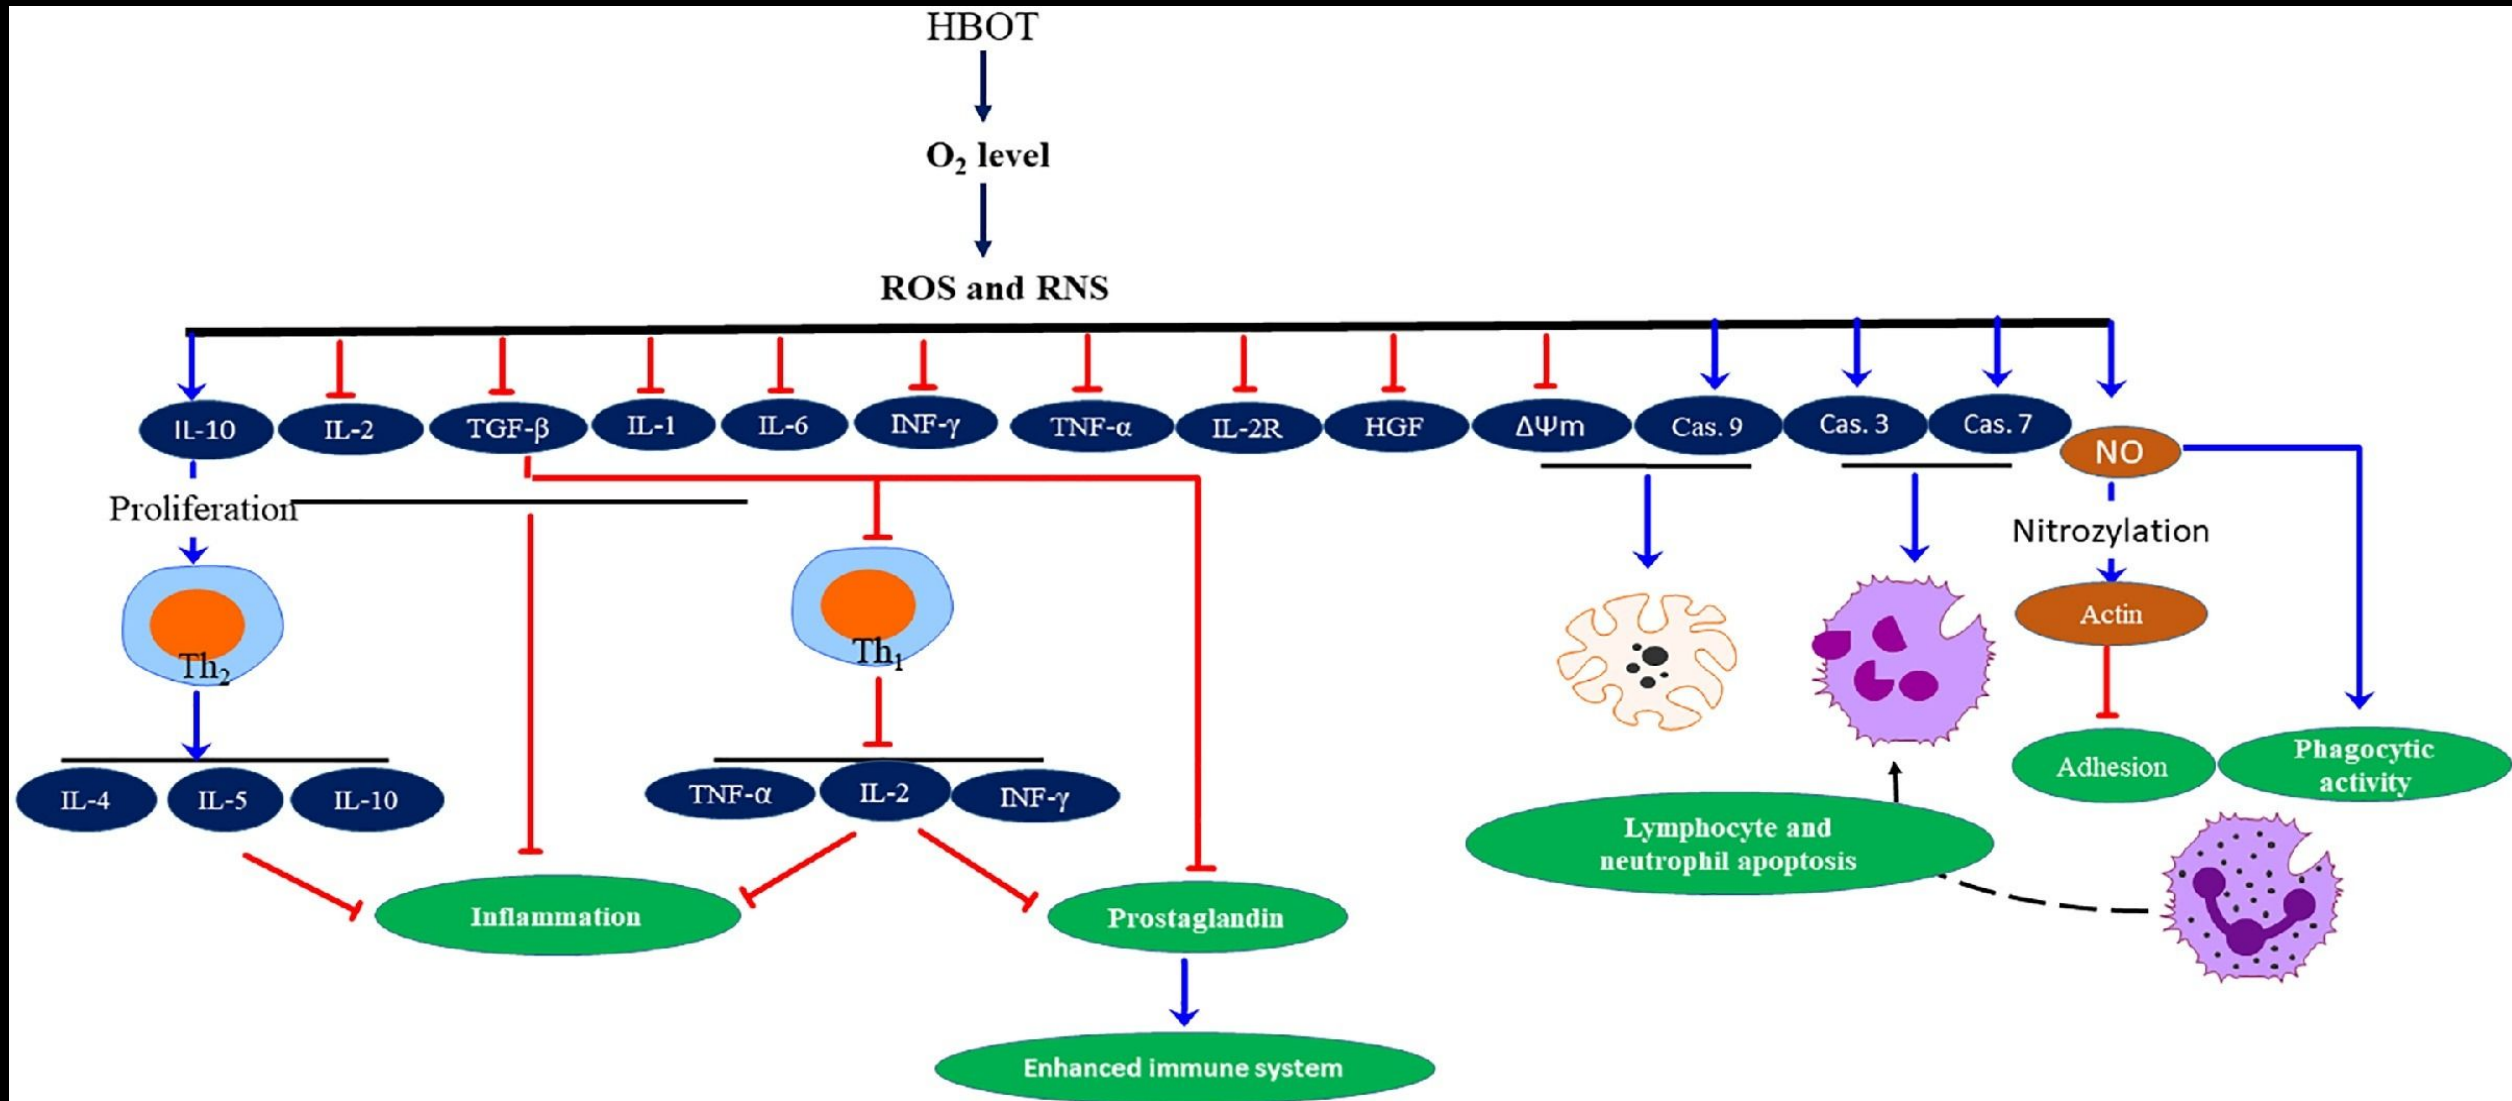 HBOT
O₂ level
ROS and RNS
IL-10
IL-2
TGF-β
IL-1
IL-6
INF-γ
TNF-α
IL-2R
HGF
ΔΨm
Cas. 9
Cas. 3
Cas. 7
NO
Proliferation
Nitrozylation
Actin
Th₂
Th₁
IL-4
IL-5
IL-10
TNF-α
IL-2
INF-γ
Adhesion
Phagocytic
activity
Lymphocyte and
neutrophil apoptosis
Inflammation
Prostaglandin
Enhanced immune system